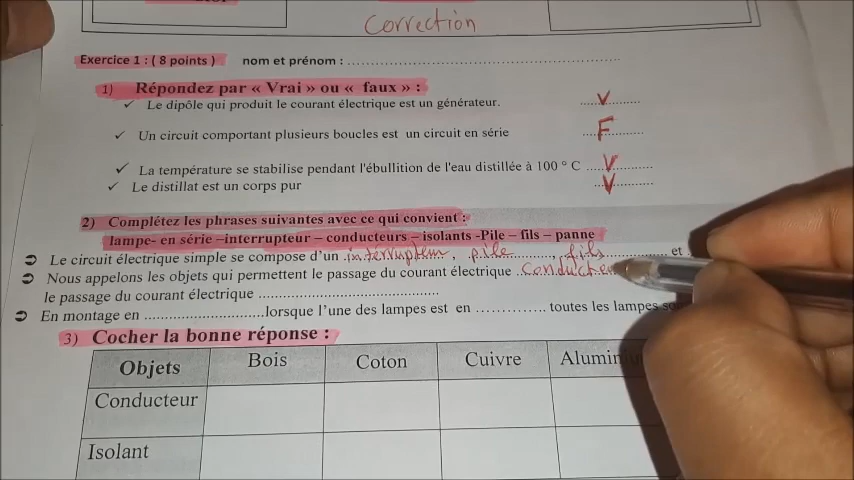 Correction
Exercice 1 : ( 8 points ) nom et prénom :
1) Répondez par « Vrai » ou « faux » :
✓ Le dipôle qui produit le courant électrique est un générateur. V
✓ Un circuit comportant plusieurs boucles est un circuit en série F
✓ La température se stabilise pendant l'ébullition de l'eau distillée à 100 ° C V
✓ Le distillat est un corps pur V
2) Complétez les phrases suivantes avec ce qui convient :
lampe- en série –interrupteur – conducteurs – isolants -Pile – fils – panne
Le circuit électrique simple se compose d'un interrupteur, pile, fils et
Nous appelons les objets qui permettent le passage du courant électrique
le passage du courant électrique
En montage en lorsque l'une des lampes est en toutes les lampes
3) Cocher la bonne réponse :
Objets Bois Coton Cuivre
Conducteur
Isolant